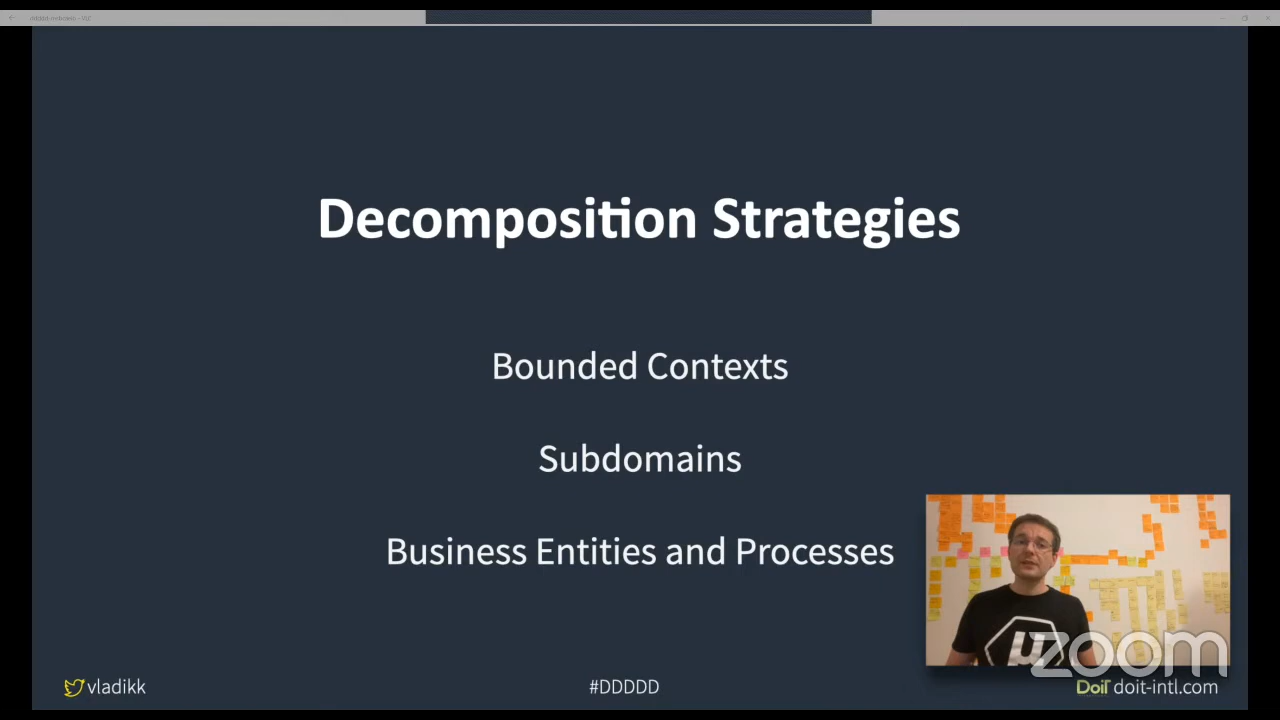 Decomposition Strategies
Bounded Contexts
Subdomains
Business Entities and Processes
µ
zoom
vladikk
#DDDDD
DoiT doit-intl.com